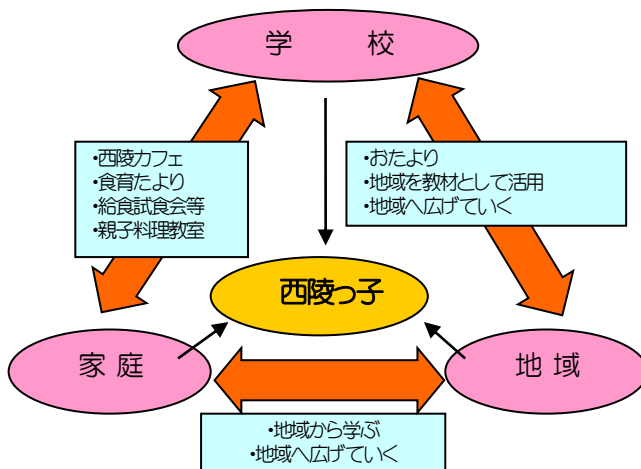 学 校
・西陵カフェ
・食育たより
・給食試食会等
・親子料理教室
・おたより
・地域を教材として活用
・地域へ広げていく
西陵っ子
家 庭
地 域
・地域から学ぶ
・地域へ広げていく